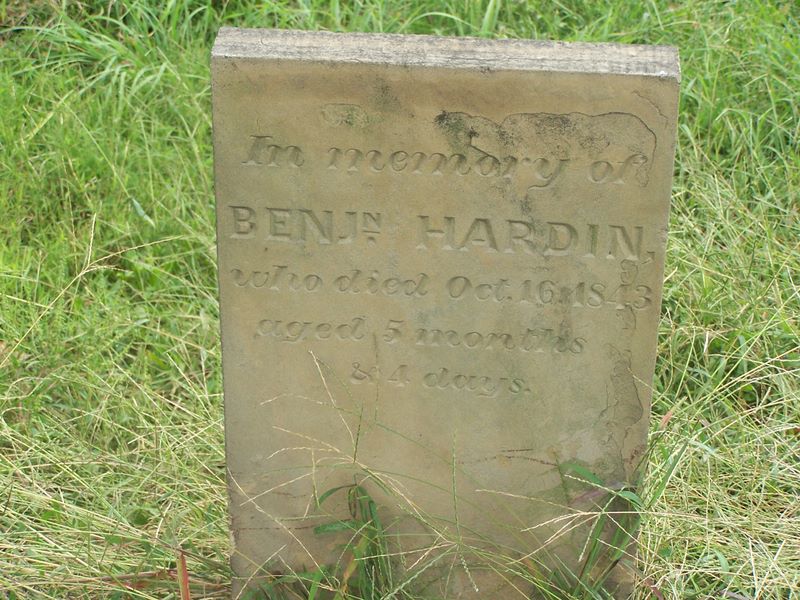 In memory of
BENJN HARDIN,
who died Oct. 16, 1843
aged 5 months
& 4 days.